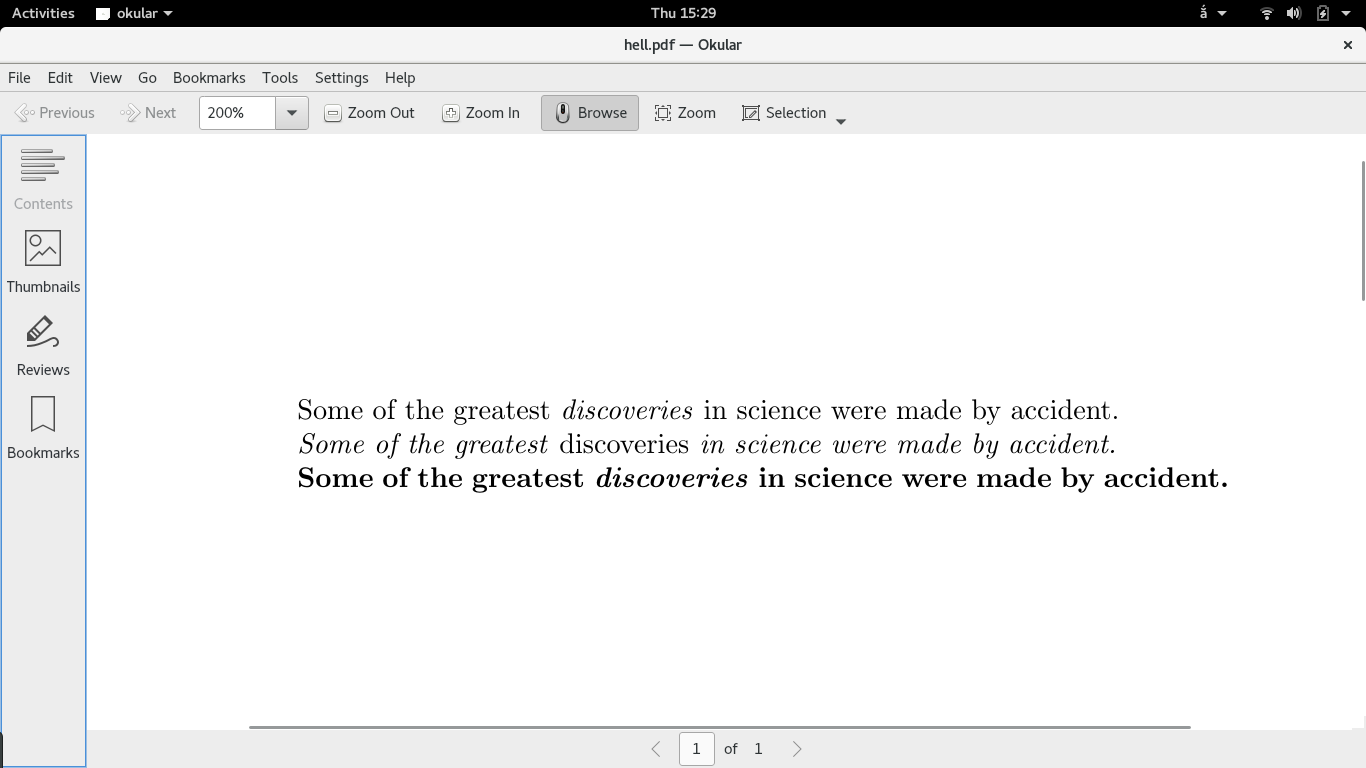 Activities okular Thu 15:29 á
hell.pdf — Okular
File Edit View Go Bookmarks Tools Settings Help
Previous Next 200% Zoom Out Zoom In Browse Zoom Selection
Contents
Thumbnails
Reviews
Bookmarks
Some of the greatest discoveries in science were made by accident.
Some of the greatest discoveries in science were made by accident.
Some of the greatest discoveries in science were made by accident.
1 of 1